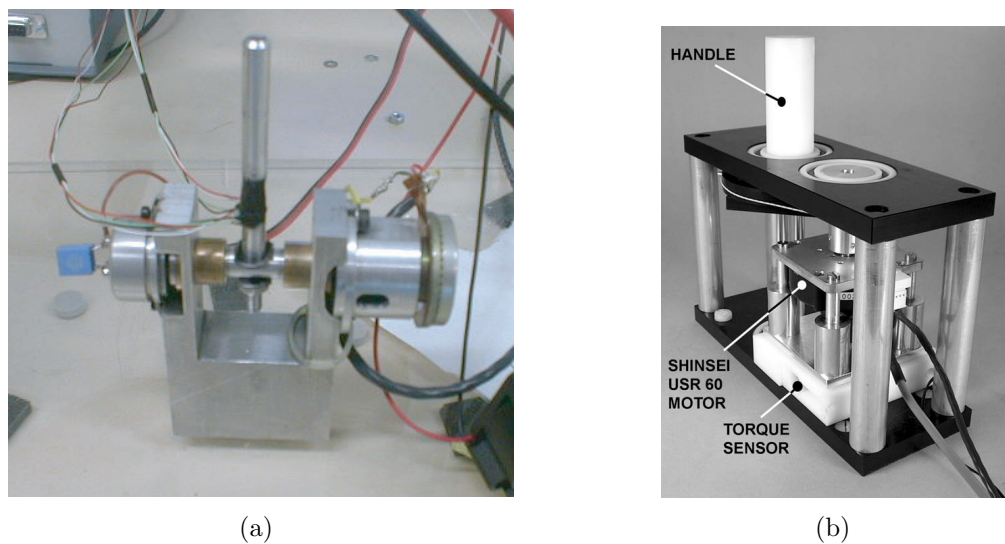 HANDLE
SHINSEI
USR 60
MOTOR
TORQUE
SENSOR
(a)
(b)